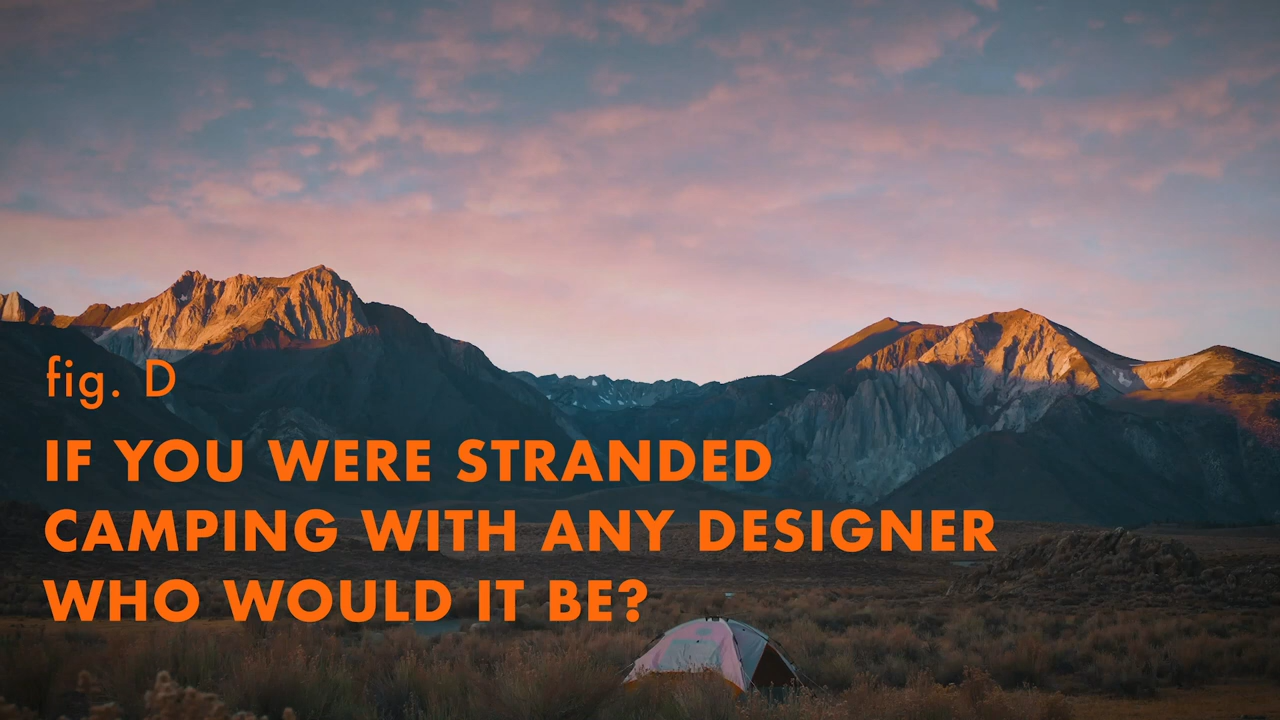 fig. D
IF YOU WERE STRANDED
CAMPING WITH ANY DESIGNER
WHO WOULD IT BE?